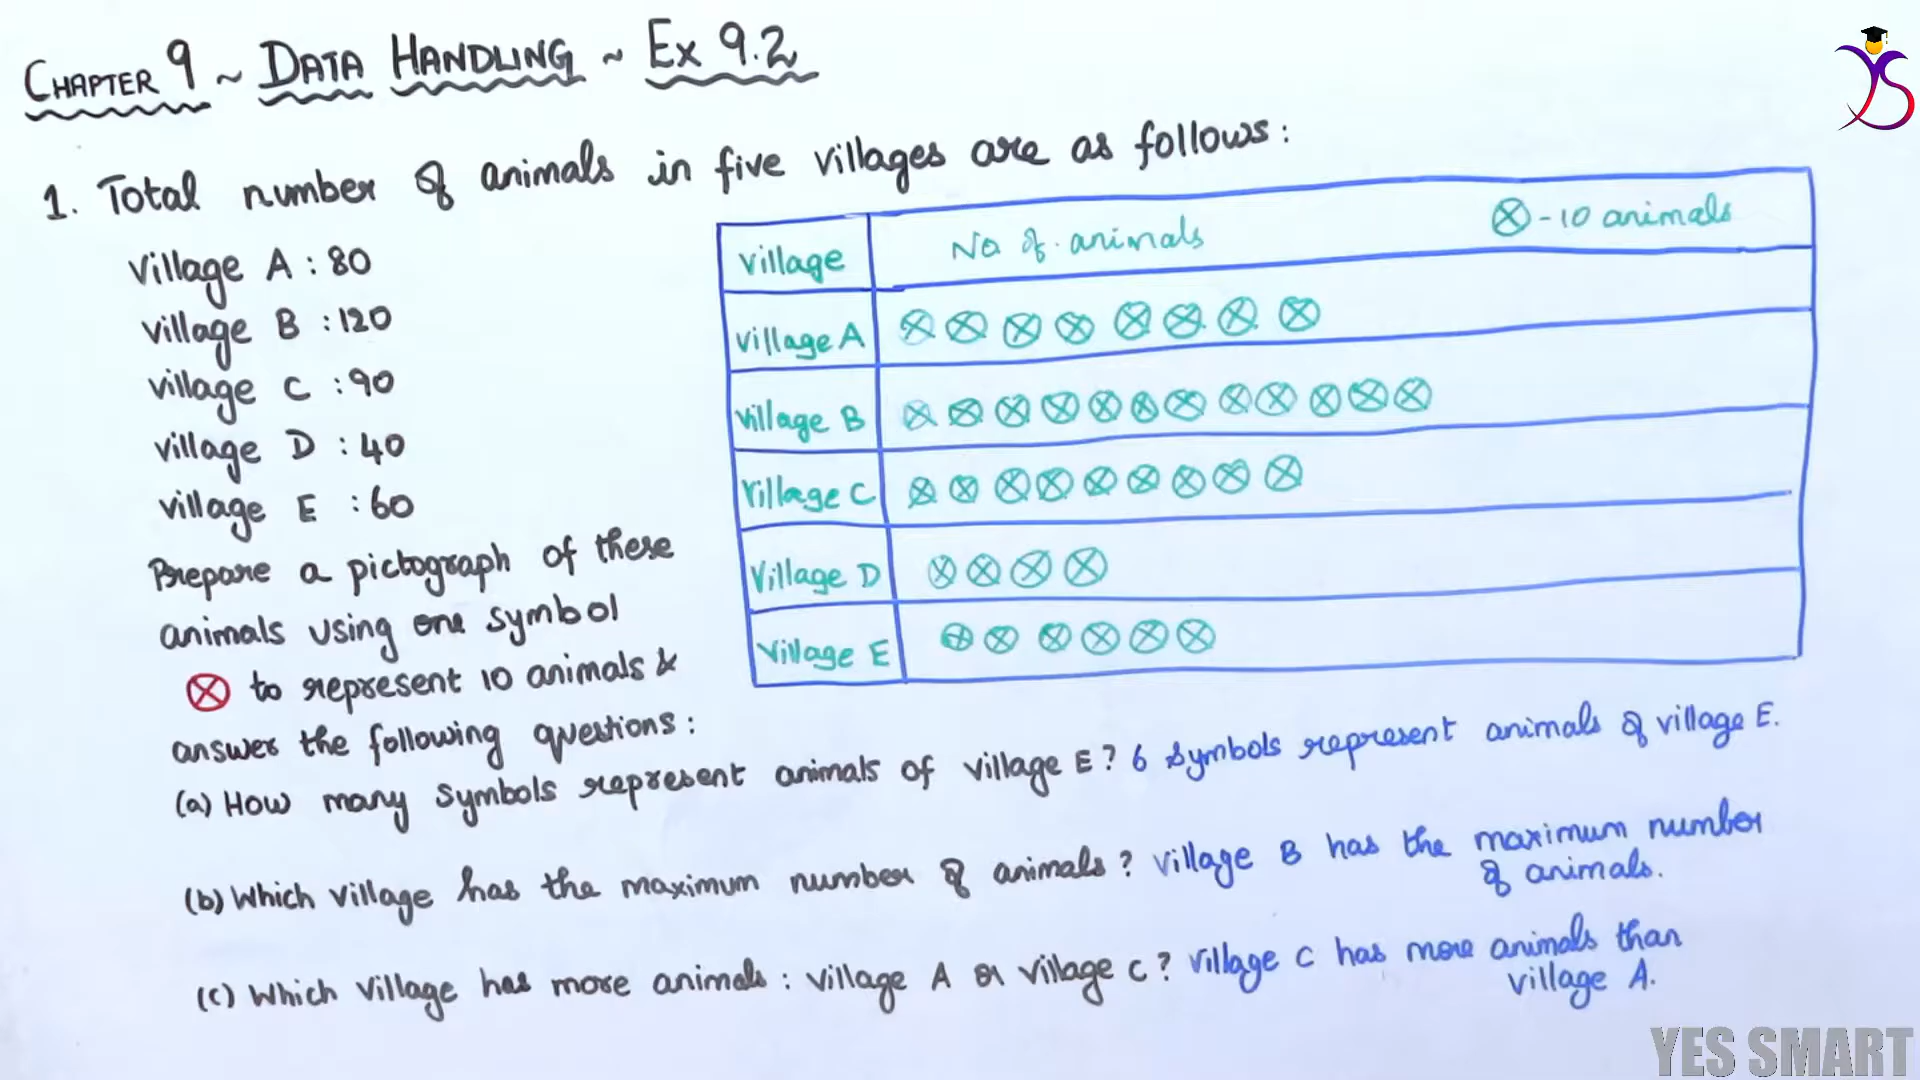 CHAPTER 9 ~ DATA HANDLING ~ Ex 9.2
1. Total number of animals in five villages are as follows:
Village A : 80
Village B : 120
Village C : 90
Village D : 40
Village E : 60
Prepare a pictograph of these
animals using one symbol
⊗ to represent 10 animals &
answer the following questions:
Village No of animals ⊗ - 10 animals
Village A ⊗ ⊗ ⊗ ⊗ ⊗ ⊗ ⊗ ⊗
Village B ⊗ ⊗ ⊗ ⊗ ⊗ ⊗ ⊗ ⊗ ⊗ ⊗ ⊗ ⊗
Village C ⊗ ⊗ ⊗ ⊗ ⊗ ⊗ ⊗ ⊗ ⊗
Village D ⊗ ⊗ ⊗ ⊗
Village E ⊗ ⊗ ⊗ ⊗ ⊗ ⊗
(a) How many symbols represent animals of village E? 6 symbols represent animals of village E.
(b) Which village has the maximum number of animals? Village B has the maximum number
of animals.
(c) Which village has more animals : village A or village C? Village C has more animals than
village A.
YS
YES SMART